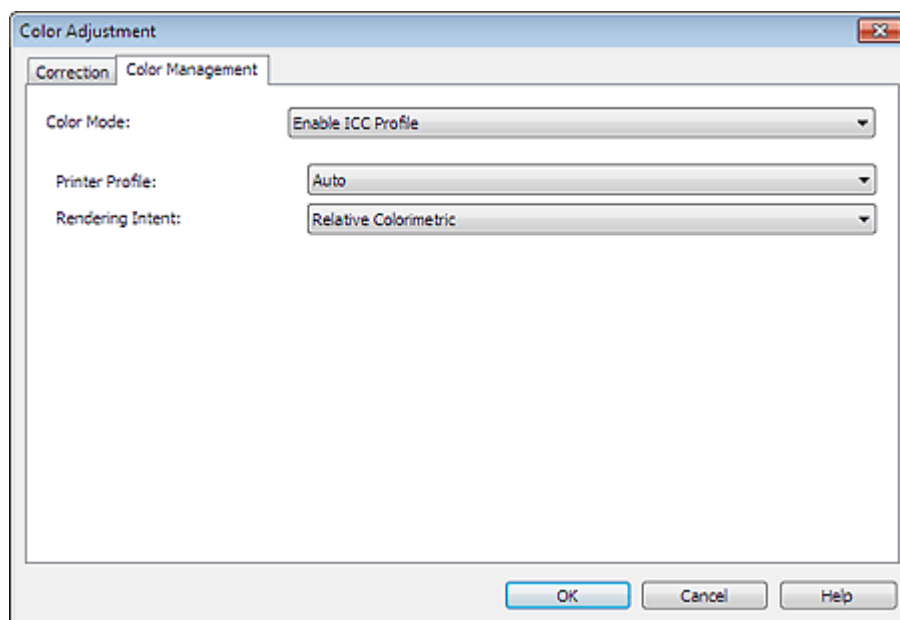 Color Adjustment
Correction Color Management
Color Mode: Enable ICC Profile
Printer Profile: Auto
Rendering Intent: Relative Colorimetric
OK Cancel Help